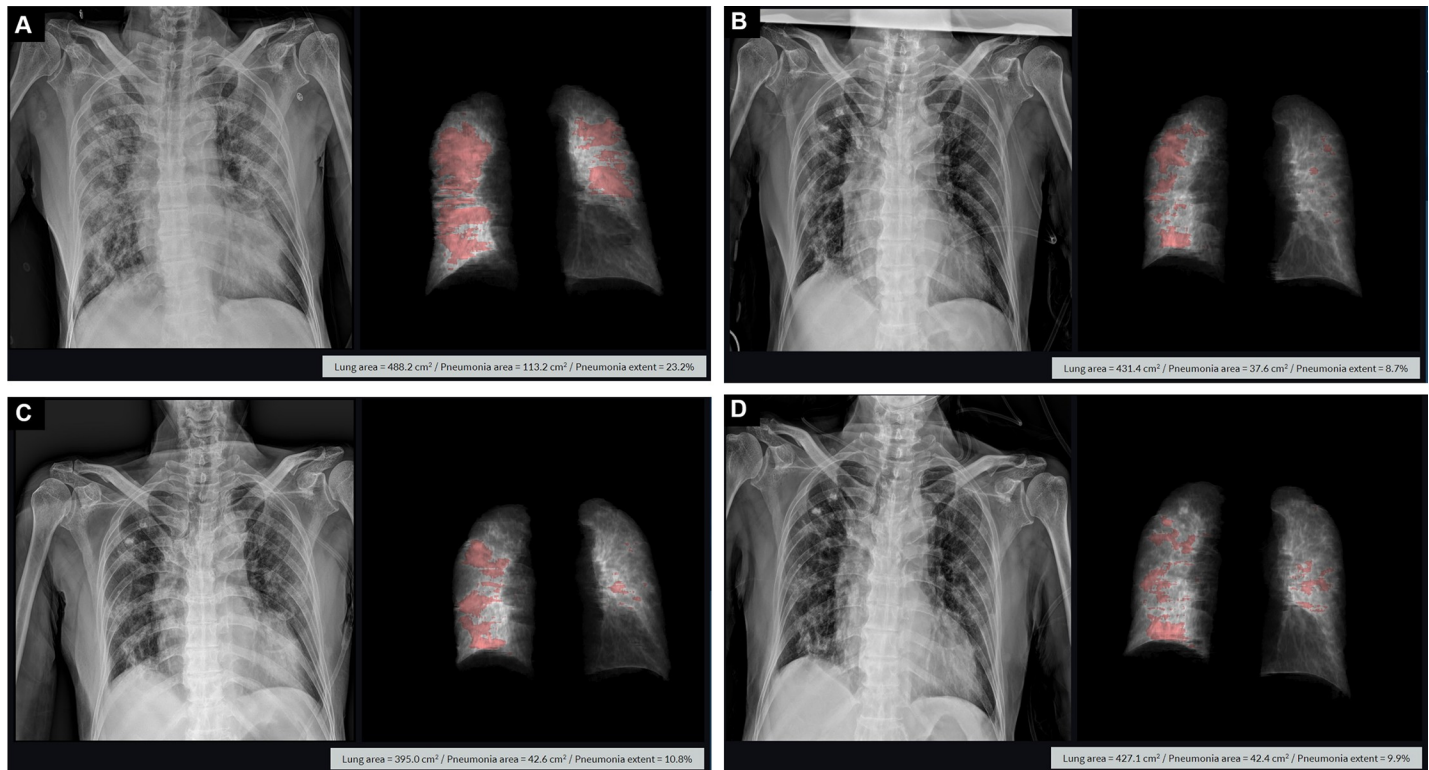 A
Lung area = 488.2 cm² / Pneumonia area = 113.2 cm² / Pneumonia extent = 23.2%
B
Lung area = 431.4 cm² / Pneumonia area = 37.6 cm² / Pneumonia extent = 8.7%
C
Lung area = 395.0 cm² / Pneumonia area = 42.6 cm² / Pneumonia extent = 10.8%
D
Lung area = 427.1 cm² / Pneumonia area = 42.4 cm² / Pneumonia extent = 9.9%